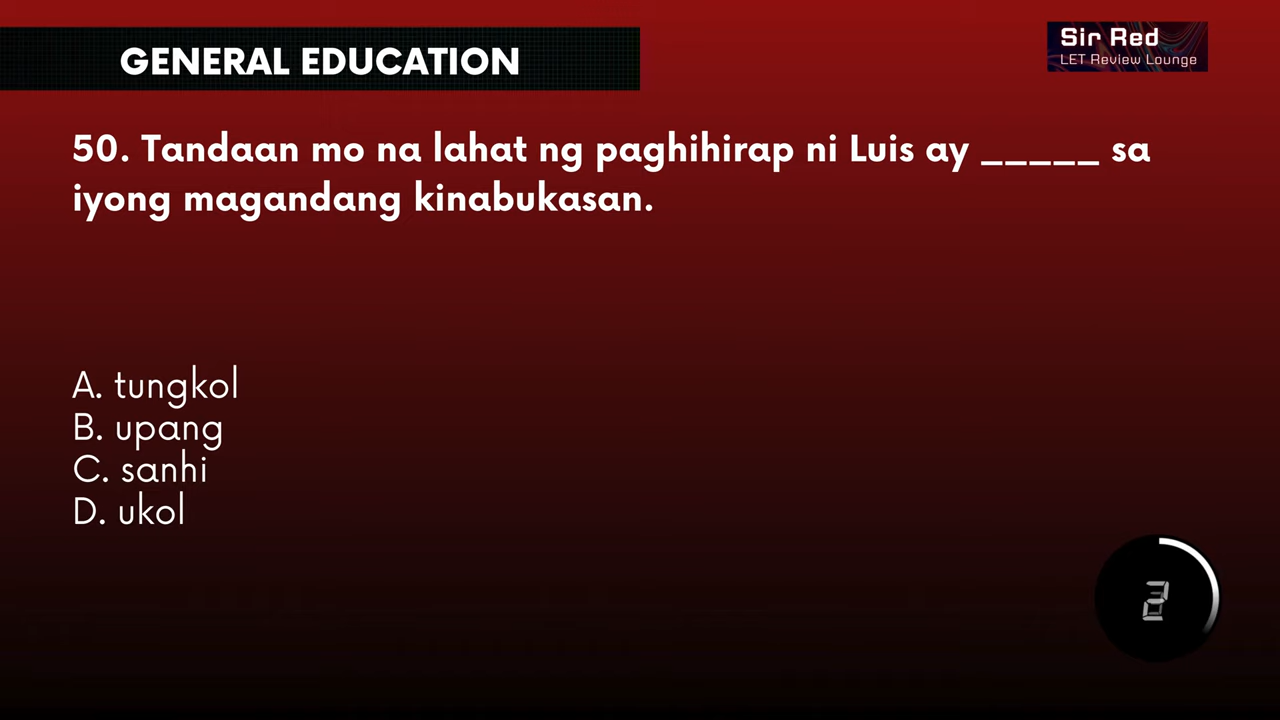 GENERAL EDUCATION
Sir Red
LET Review Lounge
50. Tandaan mo na lahat ng paghihirap ni Luis ay _____ sa
iyong magandang kinabukasan.
A. tungkol
B. upang
C. sanhi
D. ukol
2